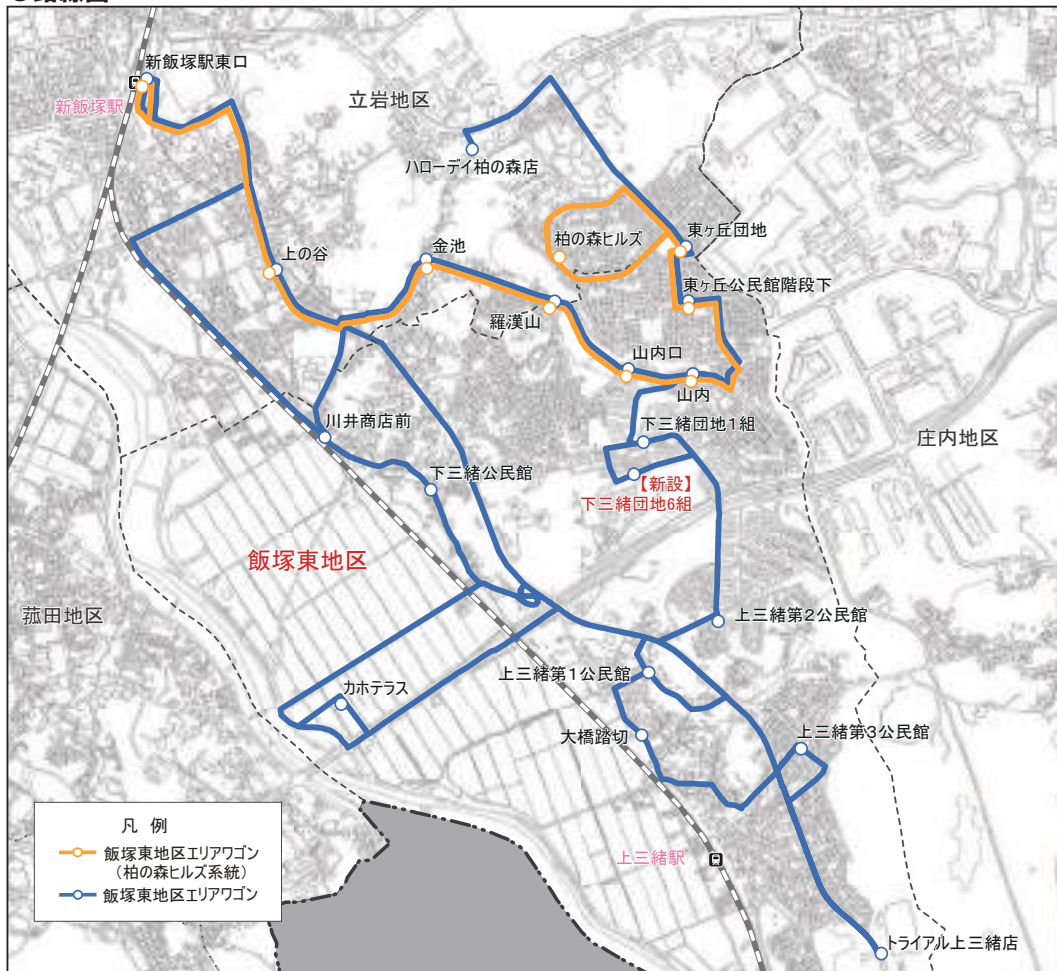 新飯塚駅東口
新飯塚駅
立岩地区
ハローデイ柏の森店
柏の森ヒルズ
東ヶ丘団地
上の谷
金池
東ヶ丘公民館階段下
羅漢山
山内口
山内
川井商店前
下三緒団地1組
庄内地区
下三緒公民館
【新設】
下三緒団地6組
飯塚東地区
菰田地区
上三緒第2公民館
上三緒第1公民館
カホテラス
大橋踏切
上三緒第3公民館
凡 例
飯塚東地区エリアワゴン
（柏の森ヒルズ系統）
飯塚東地区エリアワゴン
上三緒駅
トライアル上三緒店